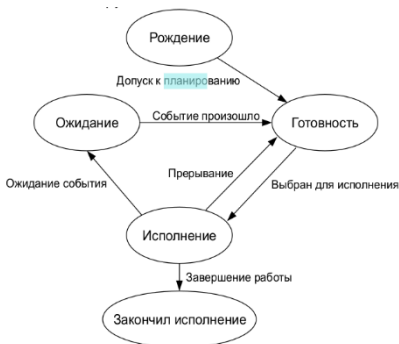 Рождение
Допуск к планированию
Ожидание
Событие произошло
Готовность
Прерывание
Ожидание события
Выбран для исполнения
Исполнение
Завершение работы
Закончил исполнение